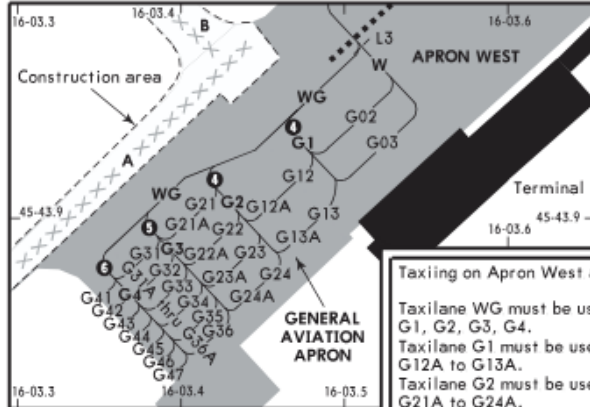 16-03.3
16-03.4
16-03.6
B
L3
APRON WEST
W
Construction area
WG
G02
4
G1
G03
A
4
G12
WG
G21
G2
G12A
Terminal
5
G21A
G22
G13
45-43.9
45-43.9
16-03.6
G31
G3
G22A
G23
G13A
6
G32
G23A
G24
G31A thru G36A
G33
G41
G4
G34
G24A
G42
G35
G43
G36
G44
G45
G46
G47
GENERAL
AVIATION
APRON
16-03.3
16-03.4
16-03.5
Taxiing on Apron West
Taxilane WG must be
G1, G2, G3, G4.
Taxilane G1 must be
G12A to G13A.
Taxilane G2 must be
G21A to G24A.